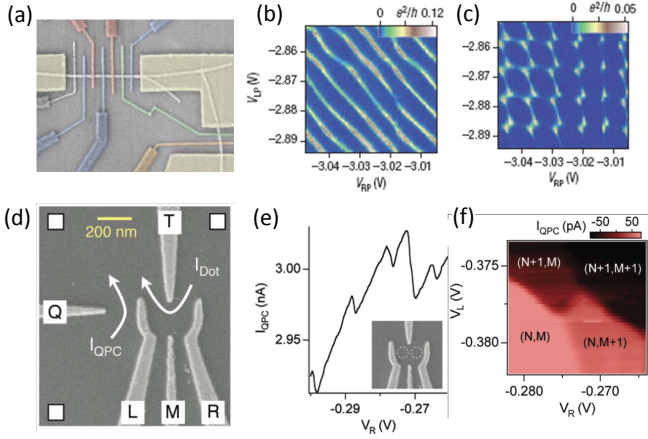 (a)
(b)
0 e²/h 0.12
V_LP (V)
-2.86
-2.87
-2.88
-2.89
-3.04 -3.03 -3.02 -3.01
V_RP (V)
(c)
0 e²/h 0.05
-2.86
-2.87
-2.88
-2.89
-3.04 -3.03 -3.02 -3.01
V_RP (V)
(d)
200 nm
T
I_Dot
Q
I_QPC
L M R
(e)
I_QPC (nA)
3.00
2.95
-0.29 -0.27
V_R (V)
(f)
I_QPC (pA)
-50 50
V_L (V)
-0.375
-0.380
(N+1,M)
(N+1,M+1)
(N,M)
(N,M+1)
-0.280 -0.270
V_R (V)